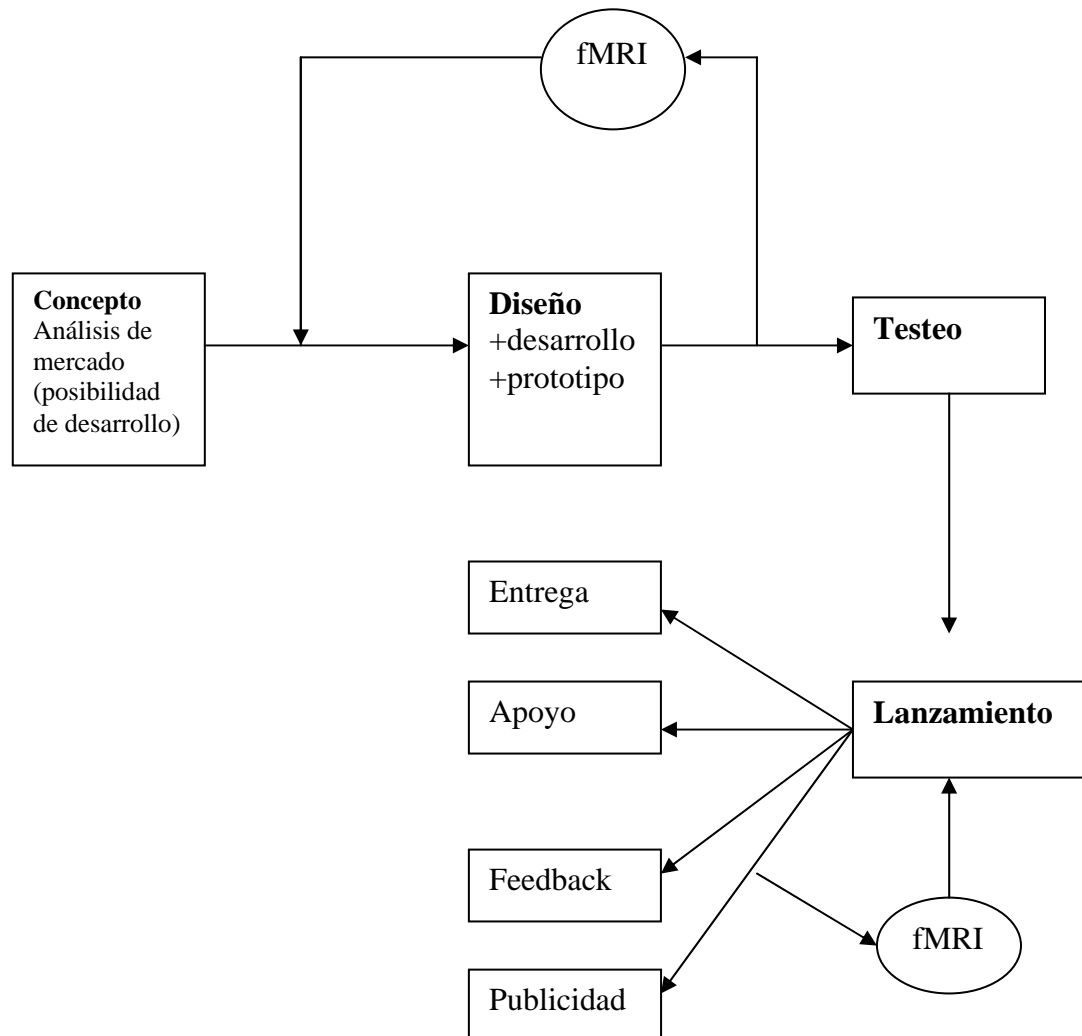 fMRI
Concepto
Análisis de
mercado
(posibilidad
de desarrollo)
Diseño
+desarrollo
+prototipo
Testeo
Entrega
Apoyo
Lanzamiento
Feedback
fMRI
Publicidad